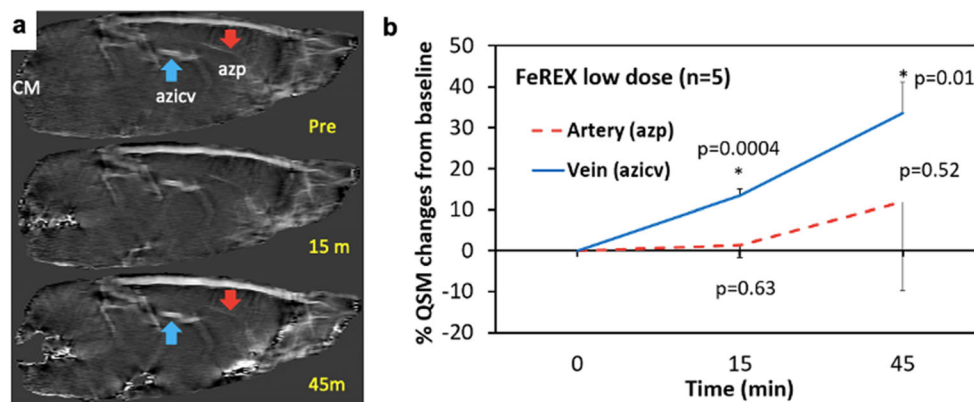 a
CM
azicv
azp
Pre
15 m
45m
b
FeREX low dose (n=5)
Artery (azp)
Vein (azicv)
p=0.0004
*
* p=0.01
p=0.52
p=0.63
% QSM changes from baseline
50
40
30
20
10
0
-10
-20
0 15 45
Time (min)